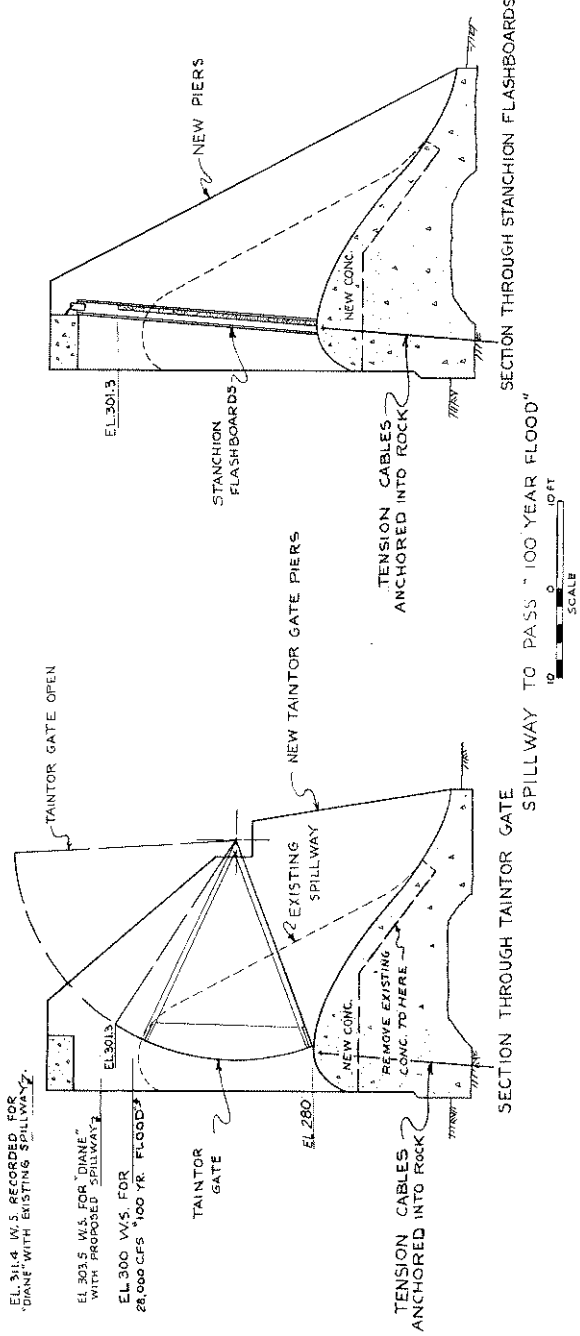 EL. 311.4 W.S. RECORDED FOR
"DIANE" WITH EXISTING SPILLWAY
EL. 303.5 W.S. FOR "DIANE"
WITH PROPOSED SPILLWAY
EL. 300 W.S. FOR
28,000 CFS "100 YR. FLOOD"
TAINTOR GATE OPEN
EL. 301.3
TAINTOR
GATE
EXISTING
SPILLWAY
NEW TAINTOR GATE PIERS
EL 280
NEW CONC.
REMOVE EXISTING
CONC. TO HERE
TENSION CABLES
ANCHORED INTO ROCK
SECTION THROUGH TAINTOR GATE
EL. 301.3
NEW PIERS
STANCHION
FLASHBOARDS
NEW CONC.
TENSION CABLES
ANCHORED INTO ROCK
SECTION THROUGH STANCHION FLASHBOARDS
SPILLWAY TO PASS "100 YEAR FLOOD"
10 0 10 FT
SCALE